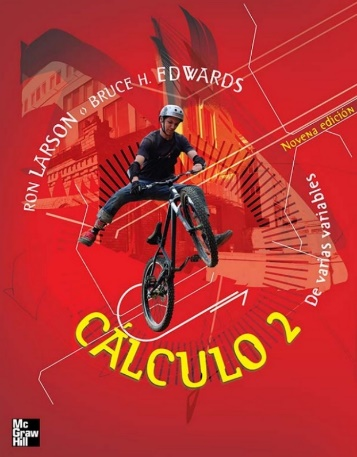 RON LARSON o BRUCE H. EDWARDS
Novena edición
De varias variables
CÁLCULO 2
Mc
Graw
Hill